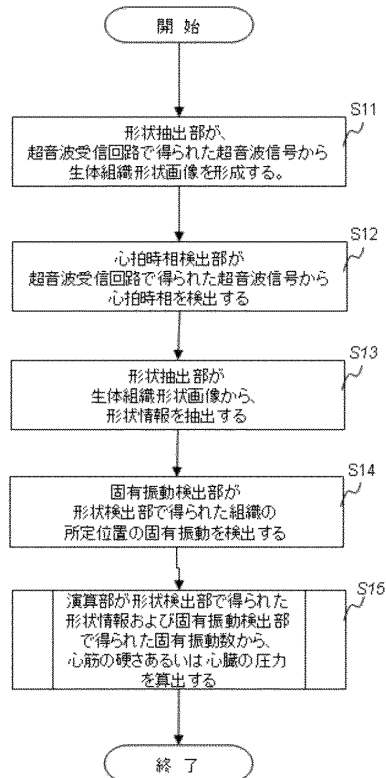 開 始
S11
形状抽出部が、
超音波受信回路で得られた超音波信号から
生体組織形状画像を形成する。
S12
心拍時相検出部が
超音波受信回路で得られた超音波信号から
心拍時相を検出する
S13
形状抽出部が
生体組織形状画像から、
形状情報を抽出する
S14
固有振動検出部が
形状検出部で得られた組織の
所定位置の固有振動を検出する
S15
演算部が形状検出部で得られた
形状情報および固有振動検出部
で得られた固有振動数から、
心筋の硬さあるいは心臓の圧力
を算出する
終 了